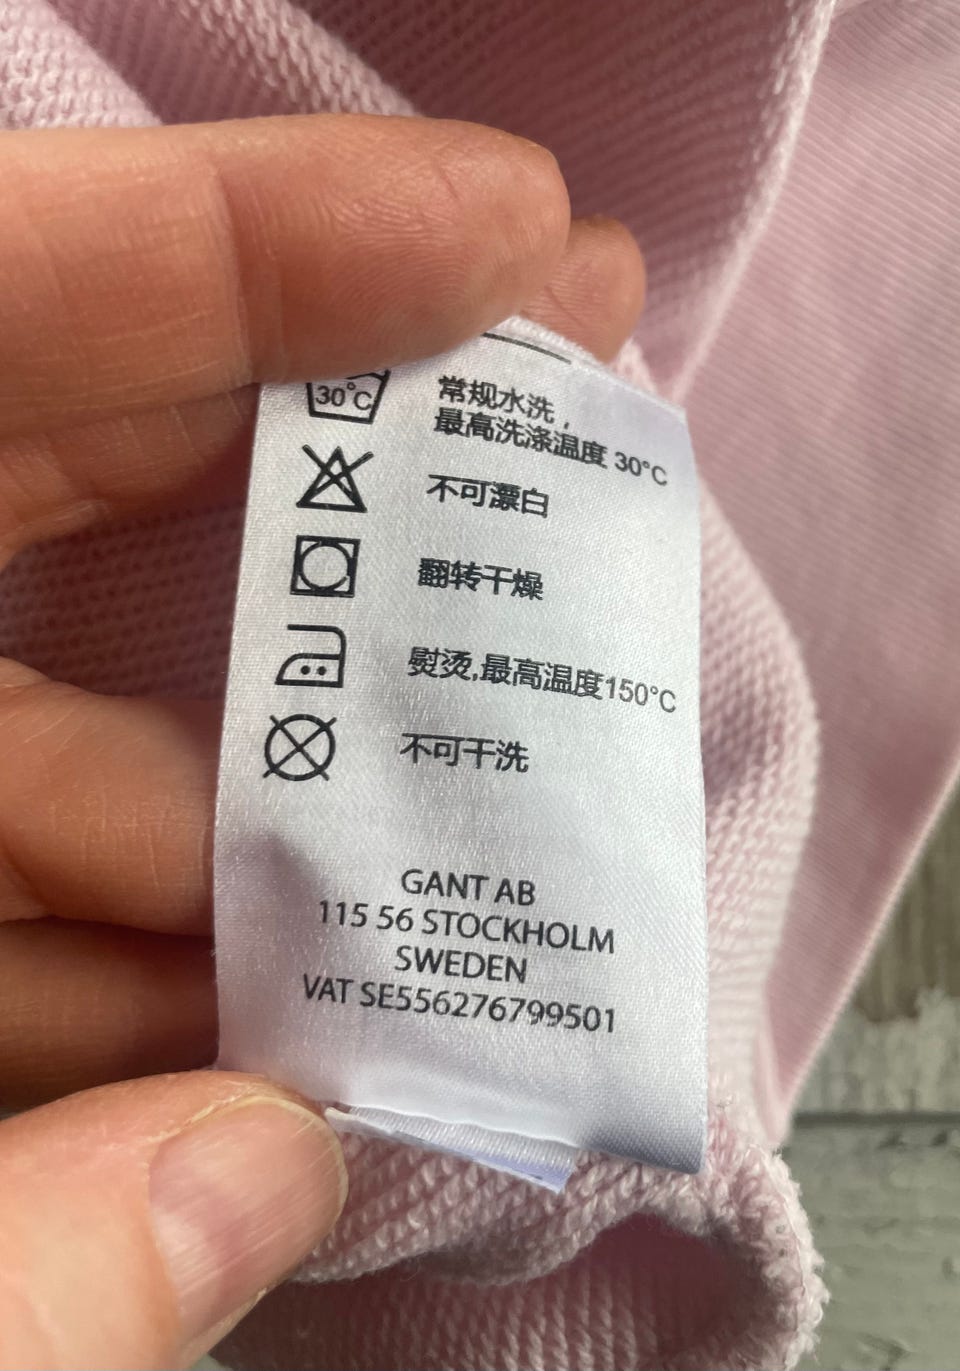 30°C 常规水洗，
最高洗涤温度 30°C
不可漂白
翻转干燥
熨烫,最高温度150°C
不可干洗
GANT AB
115 56 STOCKHOLM
SWEDEN
VAT SE556276799501